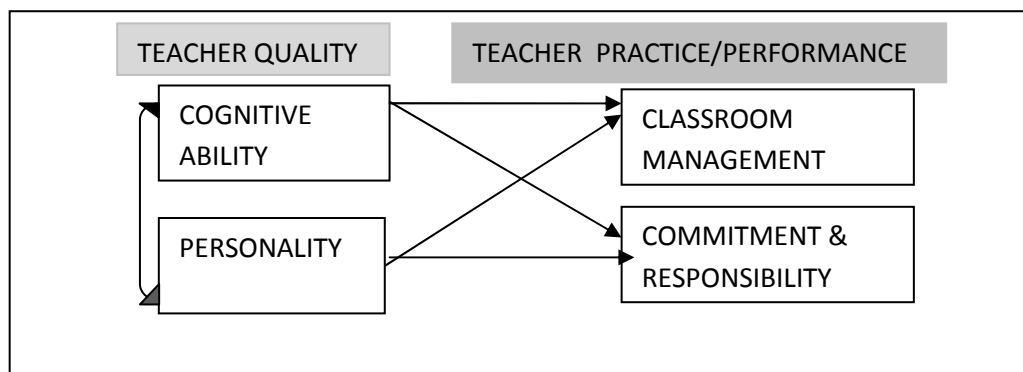 TEACHER QUALITY
TEACHER PRACTICE/PERFORMANCE
COGNITIVE
ABILITY
CLASSROOM
MANAGEMENT
PERSONALITY
COMMITMENT &
RESPONSIBILITY